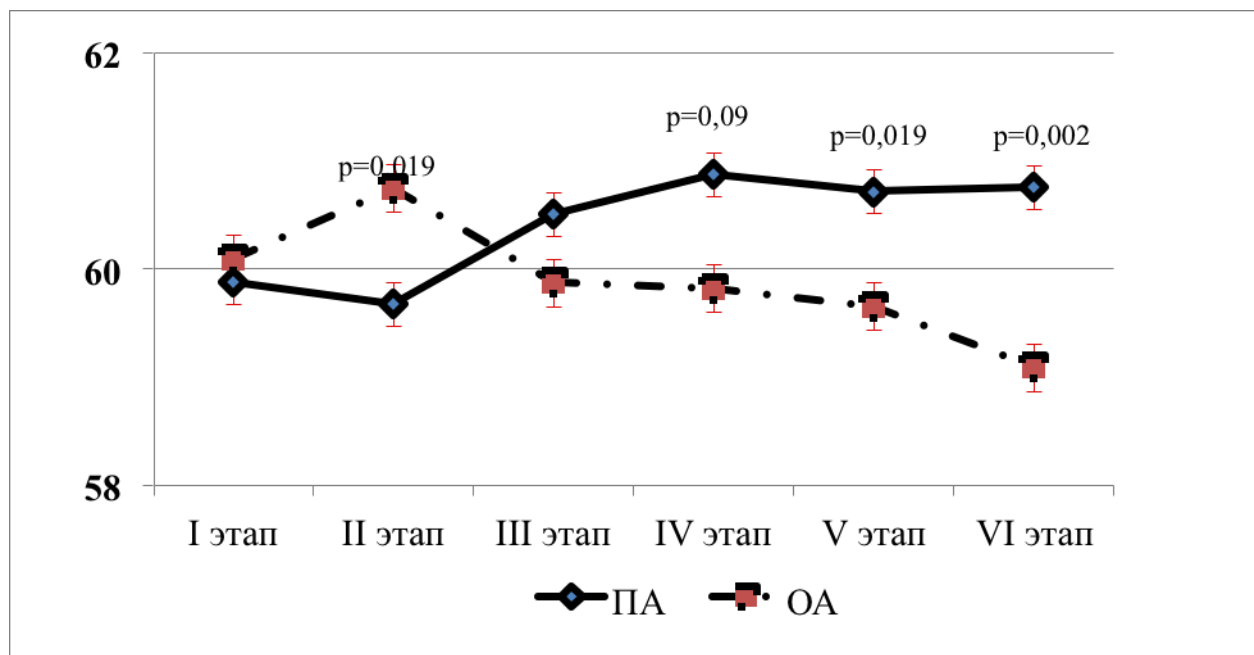 62
p=0,09
p=0,019
p=0,002
p=0,019
60
58
I этап II этап III этап IV этап V этап VI этап
ПА ОА